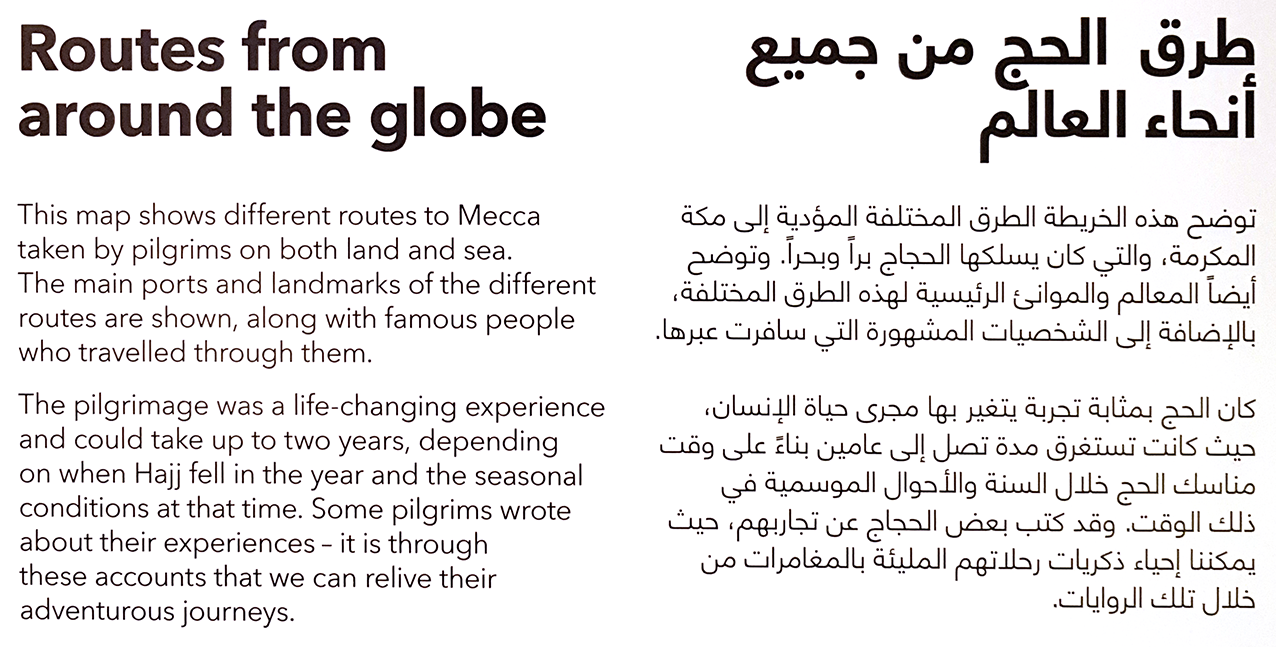 Routes from
around the globe
This map shows different routes to Mecca
taken by pilgrims on both land and sea.
The main ports and landmarks of the different
routes are shown, along with famous people
who travelled through them.
The pilgrimage was a life-changing experience
and could take up to two years, depending
on when Hajj fell in the year and the seasonal
conditions at that time. Some pilgrims wrote
about their experiences – it is through
these accounts that we can relive their
adventurous journeys.
طرق الحج من جميع
أنحاء العالم
توضح هذه الخريطة الطرق المختلفة المؤدية إلى مكة
المكرمة، والتي كان يسلكها الحجاج براً وبحراً. وتوضح
أيضاً المعالم والموانئ الرئيسية لهذه الطرق المختلفة،
بالإضافة إلى الشخصيات المشهورة التي سافرت عبرها.
كان الحج بمثابة تجربة يتغير بها مجرى حياة الإنسان،
حيث كانت تستغرق مدة تصل إلى عامين بناءً على وقت
مناسك الحج خلال السنة والأحوال الموسمية في
ذلك الوقت. وقد كتب بعض الحجاج عن تجاربهم، حيث
يمكننا إحياء ذكريات رحلاتهم المليئة بالمغامرات من
خلال تلك الروايات.